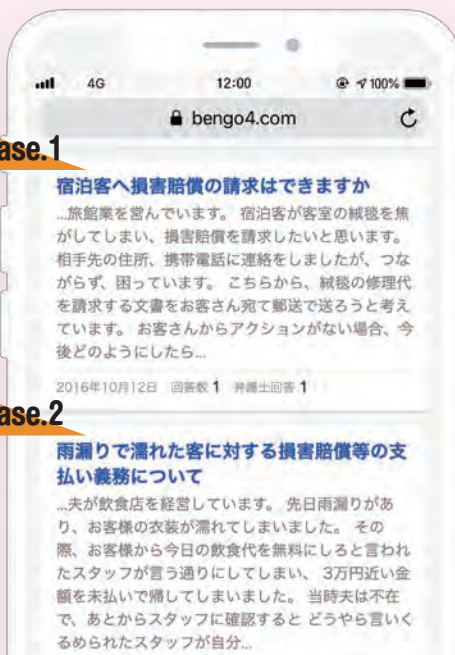 4G 12:00 100%
bengo4.com
ase.1
宿泊客へ損害賠償の請求はできますか
...旅館業を営んでいます。 宿泊客が客室の絨毯を焦
がしてしまい、損害賠償を請求したいと思います。
相手先の住所、携帯電話に連絡をしましたが、つな
がらず、困っています。 こちらから、絨毯の修理代
を請求する文書をお客さん宛て郵送で送ろうと考え
ています。 お客さんからアクションがない場合、今
後どのようにしたら...
2016年10月12日 回答数 1 弁護士回答 1
ase.2
雨漏りで濡れた客に対する損害賠償等の支
払い義務について
...夫が飲食店を経営しています。 先日雨漏りがあ
り、お客様の衣装が濡れてしまいました。 その
際、お客様から今日の飲食代を無料にしろと言われ
たスタッフが言う通りにしてしまい、 3万円近い金
額を未払いで帰してしまいました。 当時夫は不在
で、あとからスタッフに確認すると どうやら言いく
るめられたスタッフが自分...